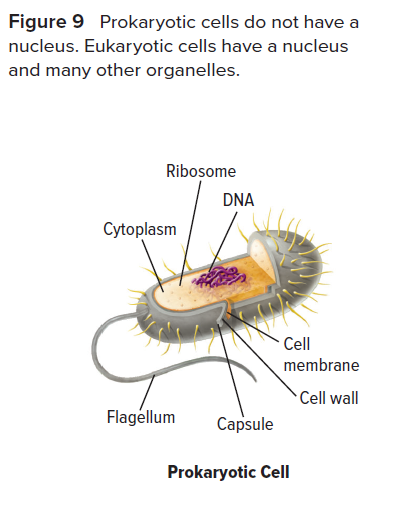 Figure 9 Prokaryotic cells do not have a
nucleus. Eukaryotic cells have a nucleus
and many other organelles.
Ribosome
DNA
Cytoplasm
Cell
membrane
Cell wall
Flagellum
Capsule
Prokaryotic Cell